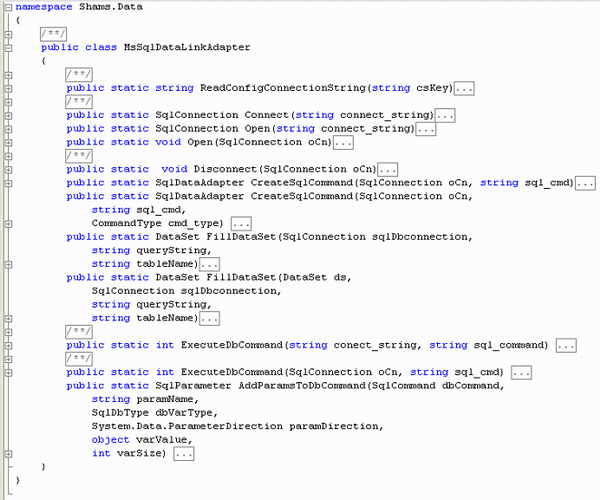 namespace Shams.Data
{
/**/
public class MsSqlDataLinkAdapter
{
/**/
public static string ReadConfigConnectionString(string csKey)...
/**/
public static SqlConnection Connect(string connect_string)...
public static SqlConnection Open(string connect_string)...
public static void Open(SqlConnection oCn)...
/**/
public static  void Disconnect(SqlConnection oCn)...
public static SqlDataAdapter CreateSqlCommand(SqlConnection oCn, string sql_cmd)...
public static SqlDataAdapter CreateSqlCommand(SqlConnection oCn,
string sql_cmd,
CommandType cmd_type) ...
public static DataSet FillDataSet(SqlConnection sqlDbconnection,
string queryString,
string tableName)...
public static DataSet FillDataSet(DataSet ds,
SqlConnection sqlDbconnection,
string queryString,
string tableName)...
/**/
public static int ExecuteDbCommand(string conect_string, string sql_command) ...
/**/
public static int ExecuteDbCommand(SqlConnection oCn, string sql_cmd) ...
public static SqlParameter AddParamsToDbCommand(SqlCommand dbCommand,
string paramName,
SqlDbType dbVarType,
System.Data.ParameterDirection paramDirection,
object varValue,
int varSize) ...
}
}